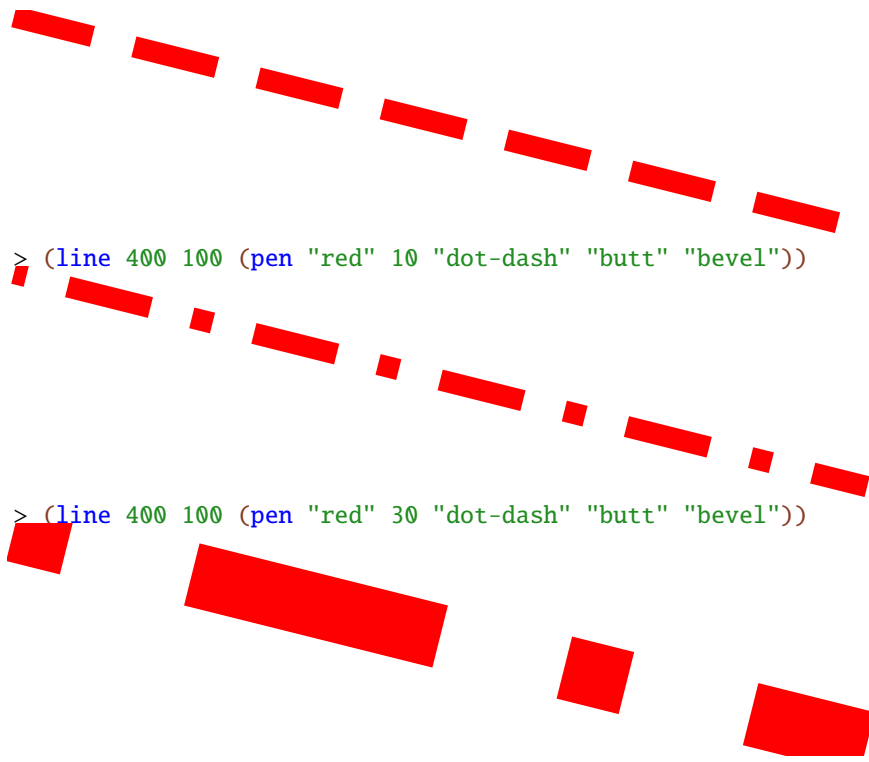 > (line 400 100 (pen "red" 10 "dot-dash" "butt" "bevel"))
> (line 400 100 (pen "red" 30 "dot-dash" "butt" "bevel"))